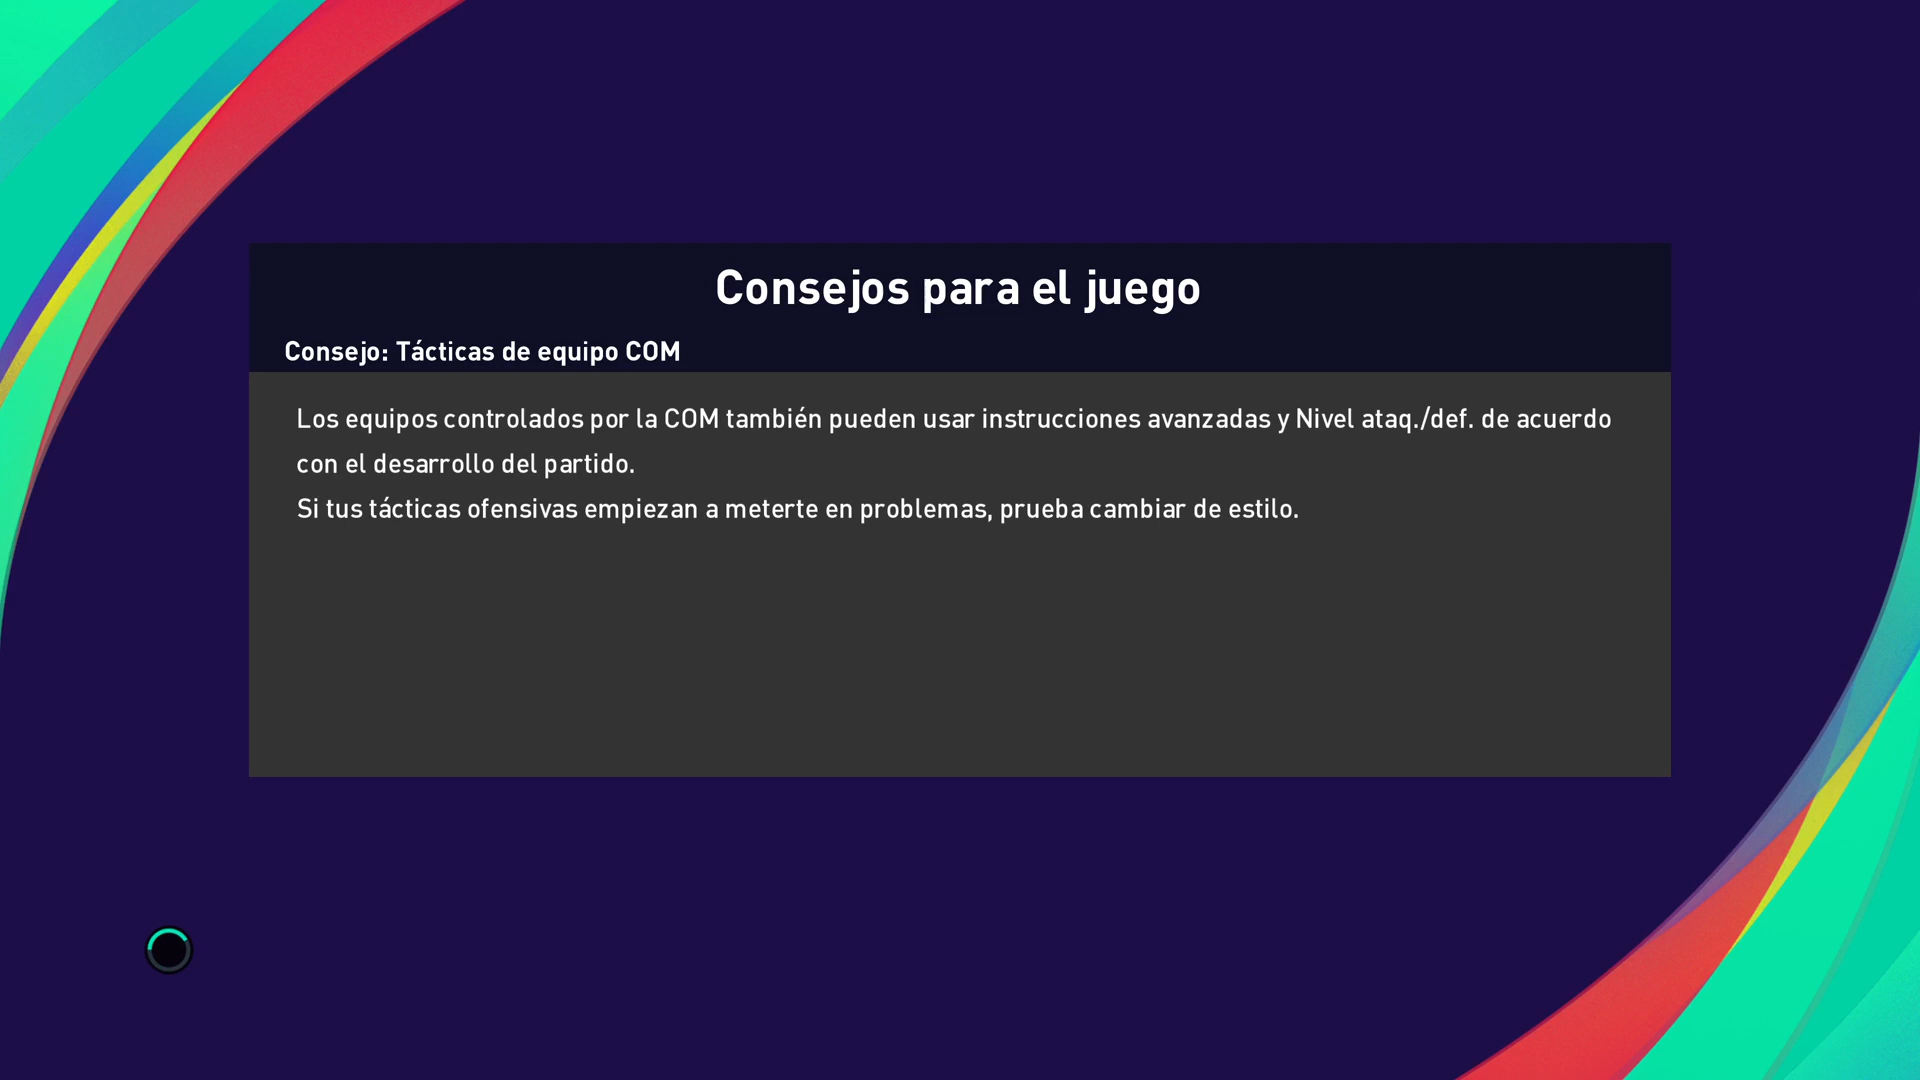 Consejos para el juego
Consejo: Tácticas de equipo COM
Los equipos controlados por la COM también pueden usar instrucciones avanzadas y Nivel ataq./def. de acuerdo
con el desarrollo del partido.
Si tus tácticas ofensivas empiezan a meterte en problemas, prueba cambiar de estilo.